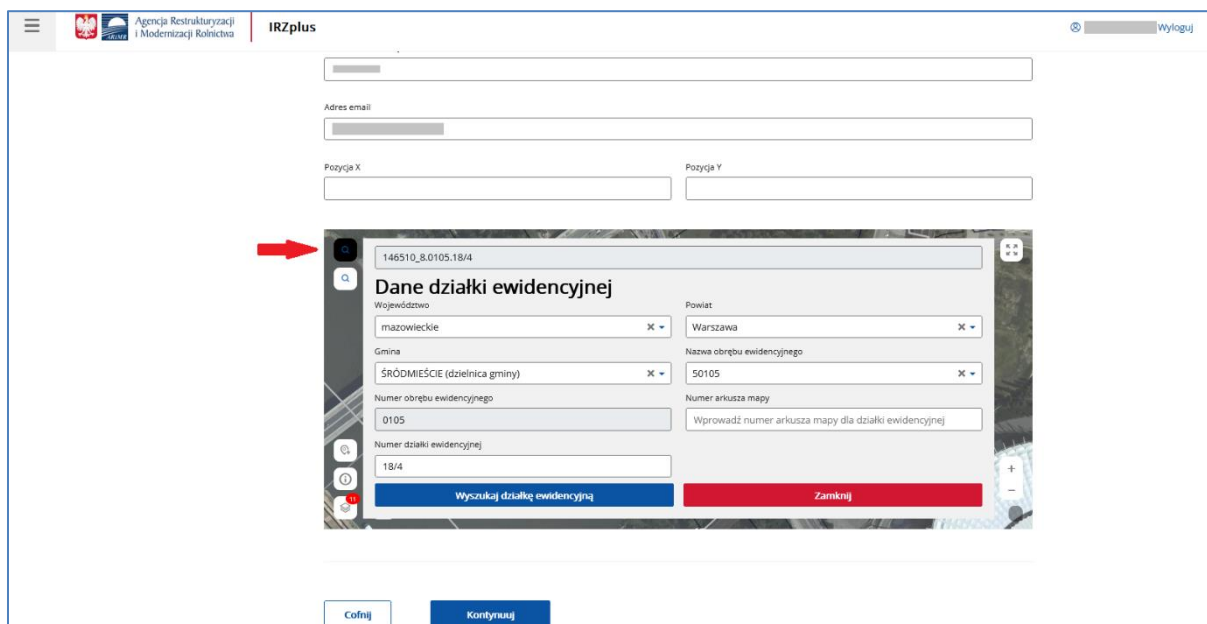 Agencja Restrukturyzacji
i Modernizacji Rolnictwa
ARiMR
IRZplus
Wyloguj
Adres email
Pozycja X
Pozycja Y
146510_8.0105.18/4
Dane działki ewidencyjnej
Województwo
Powiat
mazowieckie
Warszawa
Gmina
Nazwa obrębu ewidencyjnego
ŚRÓDMIEŚCIE (dzielnica gminy)
50105
Numer obrębu ewidencyjnego
Numer arkusza mapy
0105
Wprowadź numer arkusza mapy dla działki ewidencyjnej
Numer działki ewidencyjnej
18/4
11
Wyszukaj działkę ewidencyjną
Zamknij
Cofnij
Kontynuuj